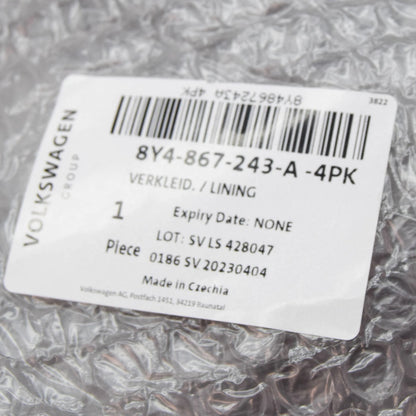 3822
8Y4867243A 4PK
8Y4-867-243-A -4PK
VERKLEID. / LINING
1
Expiry Date: NONE
LOT: SV LS 428047
Piece 0186 SV 20230404
Made in Czechia
Volkswagen AG, Postfach 1451, 34219 Baunatal
VOLKSWAGEN
GROUP